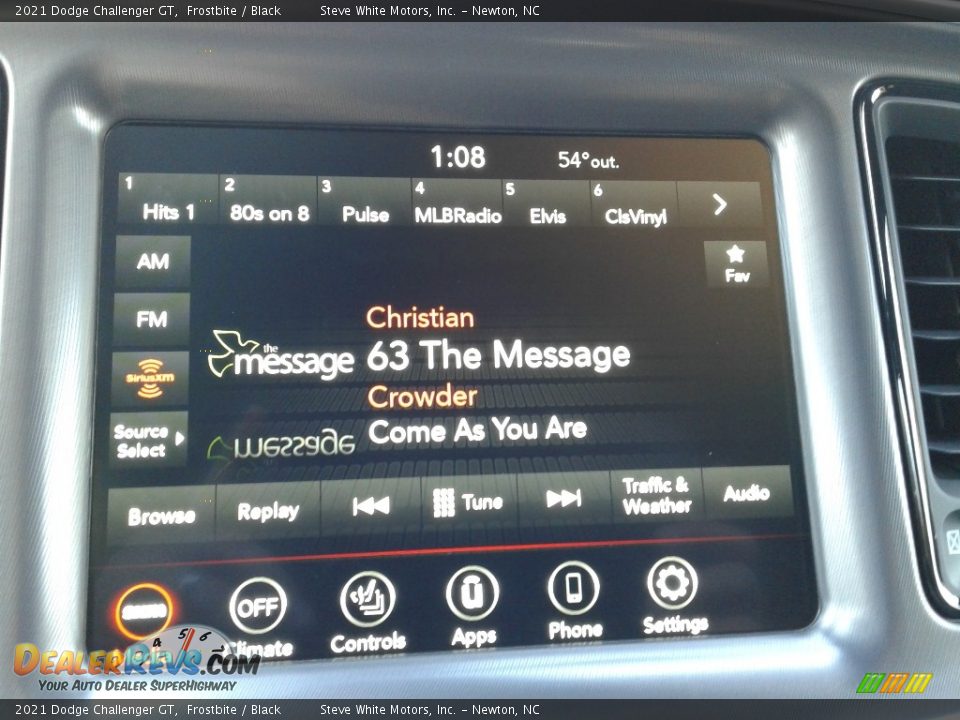 2021 Dodge Challenger GT, Frostbite / Black Steve White Motors, Inc. - Newton, NC
1:08 54° out.
1 2 3 4 5 6
Hits 1 80s on 8 Pulse MLBRadio Elvis ClsVinyl
AM
Fav
FM
Christian
the message 63 The Message
SiriusXM
Crowder
Source Select
Come As You Are
message
Browse Replay Tune Traffic & Weather Audio
OFF
Climate Controls Apps Phone Settings
4 5 6
DealerRevs.com
Your Auto Dealer SuperHighway
2021 Dodge Challenger GT, Frostbite / Black Steve White Motors, Inc. - Newton, NC